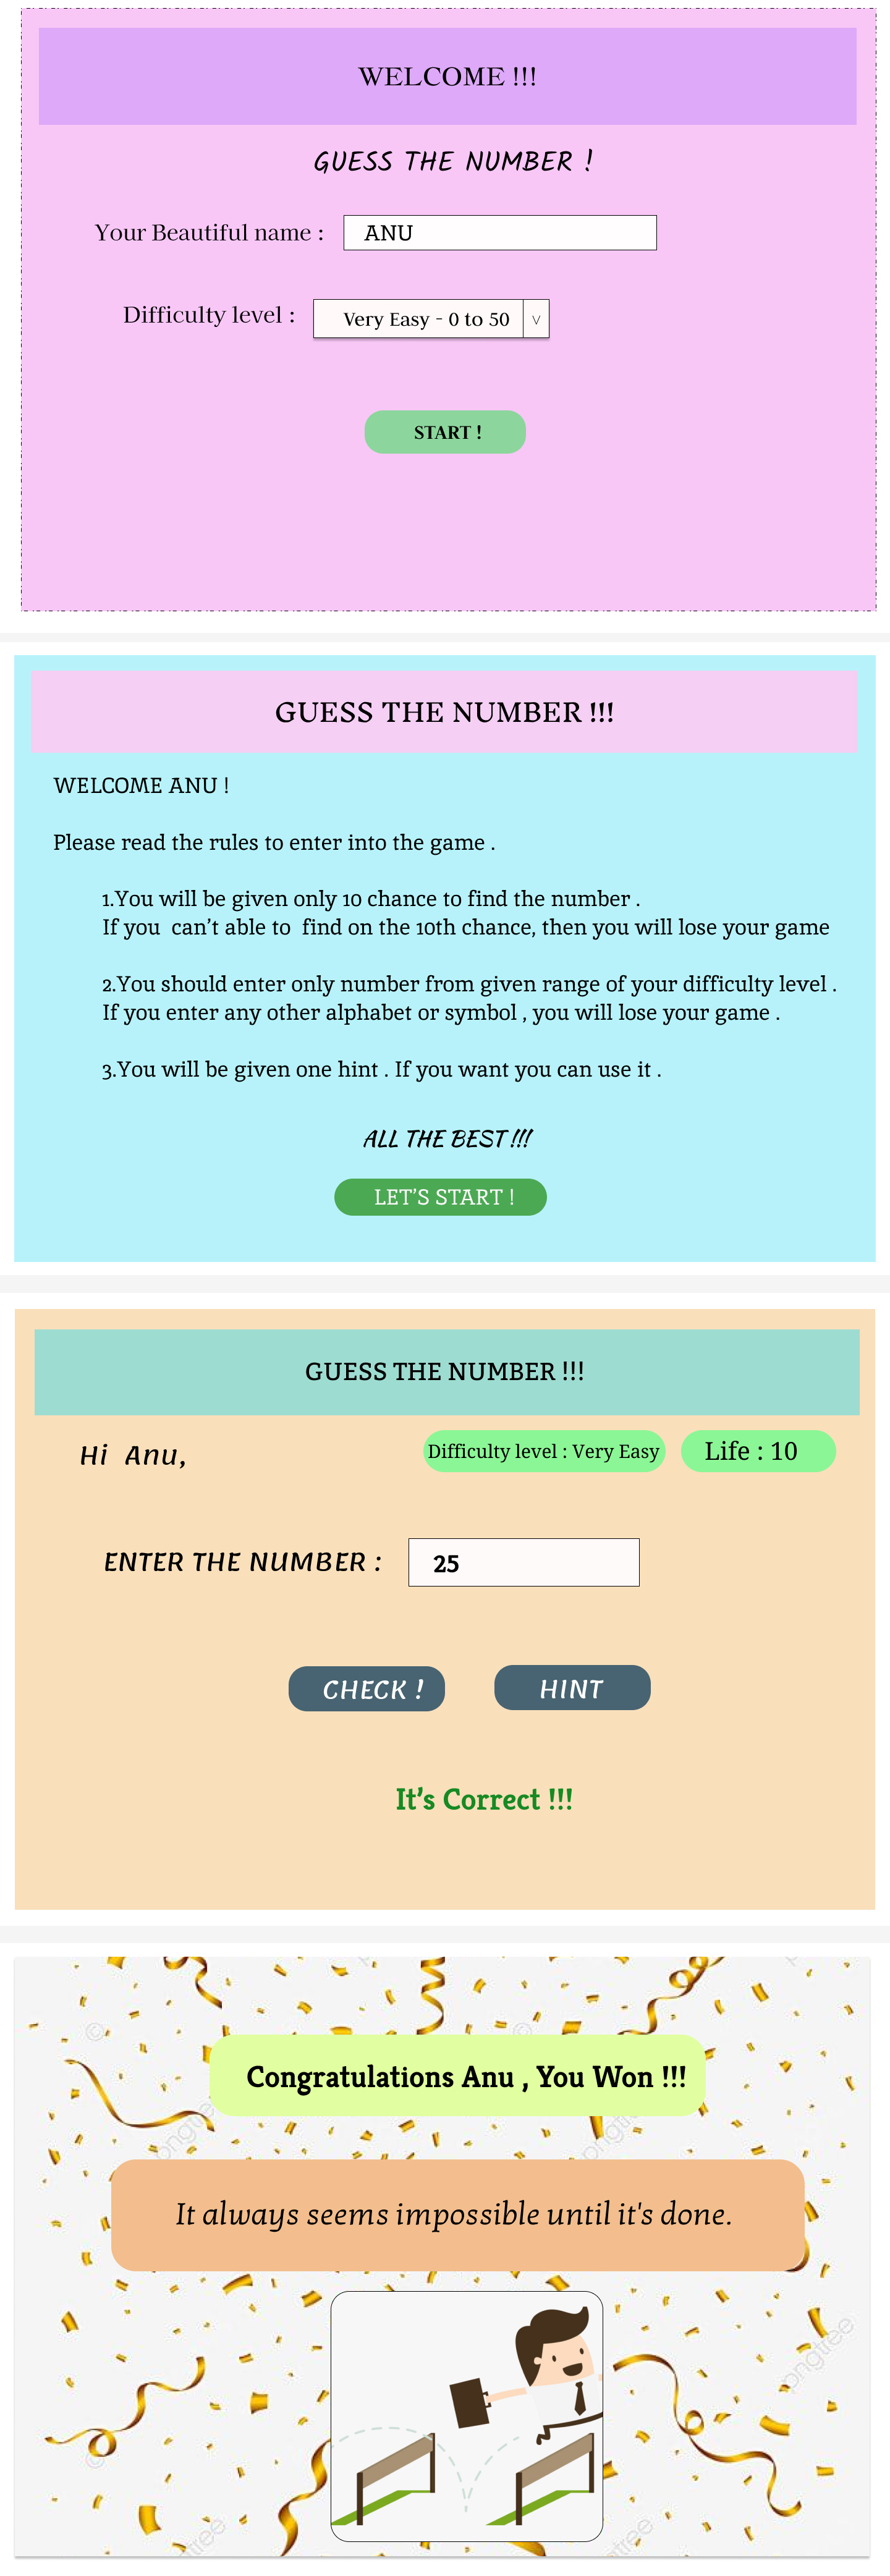 WELCOME !!!
GUESS THE NUMBER !
Your Beautiful name : ANU
Difficulty level : Very Easy - 0 to 50 v
START !
GUESS THE NUMBER !!!
WELCOME ANU !
Please read the rules to enter into the game .
1.You will be given only 10 chance to find the number .
If you can't able to find on the 10th chance, then you will lose your game
2.You should enter only number from given range of your difficulty level .
If you enter any other alphabet or symbol , you will lose your game .
3.You will be given one hint . If you want you can use it .
ALL THE BEST !!!
LET'S START !
GUESS THE NUMBER !!!
Hi Anu,
Difficulty level : Very Easy
Life : 10
ENTER THE NUMBER : 25
CHECK ! HINT
It's Correct !!!
Congratulations Anu , You Won !!!
It always seems impossible until it's done.
pngtree